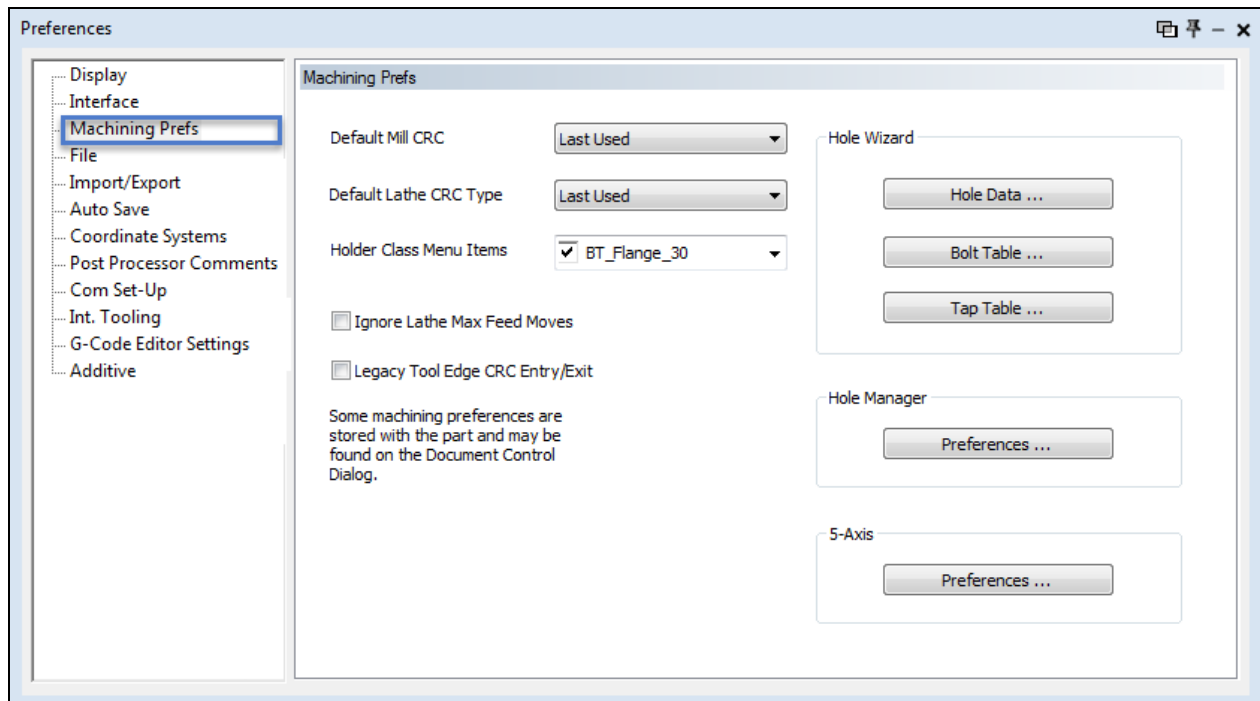 Preferences
Display
Interface
Machining Prefs
File
Import/Export
Auto Save
Coordinate Systems
Post Processor Comments
Com Set-Up
Int. Tooling
G-Code Editor Settings
Additive
Machining Prefs
Default Mill CRC
Last Used
Default Lathe CRC Type
Last Used
Holder Class Menu Items
BT_Flange_30
Ignore Lathe Max Feed Moves
Legacy Tool Edge CRC Entry/Exit
Some machining preferences are
stored with the part and may be
found on the Document Control
Dialog.
Hole Wizard
Hole Data ...
Bolt Table ...
Tap Table ...
Hole Manager
Preferences ...
5-Axis
Preferences ...